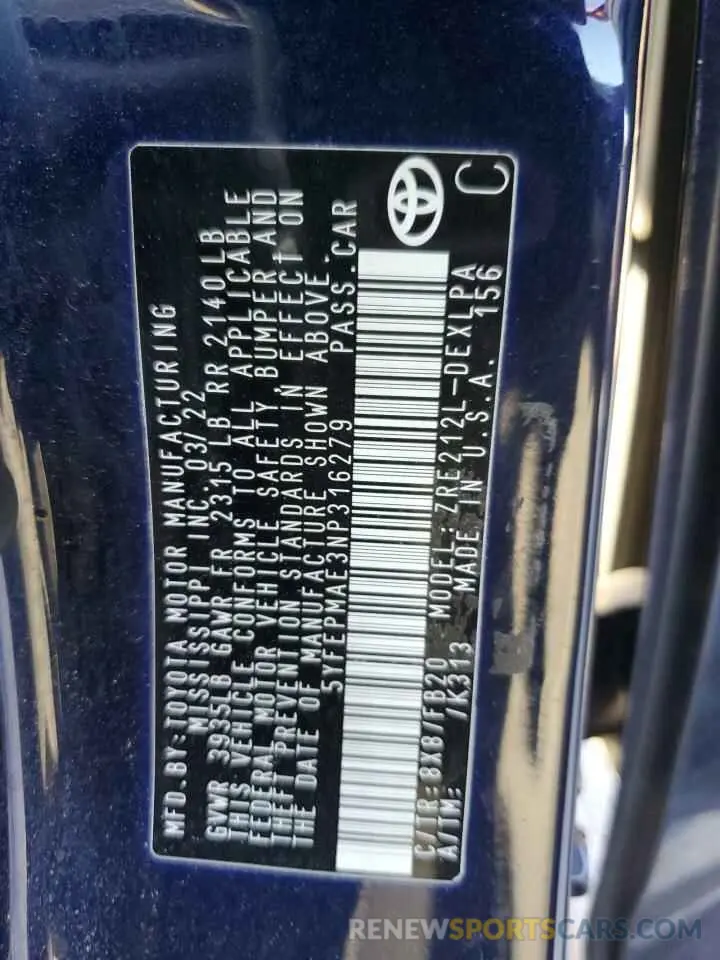 MFD.BY:TOYOTA MOTOR MANUFACTURING
MISSISSIPPI INC. 03/22
GVWR 3935LB GAWR FR 2315 LB RR 2140 LB
THIS VEHICLE CONFORMS TO ALL APPLICABLE
FEDERAL MOTOR VEHICLE SAFETY, BUMPER AND
THEFT PREVENTION STANDARDS IN EFFECT ON
THE DATE OF MANUFACTURE SHOWN ABOVE.
5YFEPMAE3NP316279 PASS.CAR
C/TR:8X8/FB20 MODEL:ZRE212L-DEXLPA
A/TM: /K313 MADE IN U.S.A. 156
C
RENEWSPORTSCARS.COM